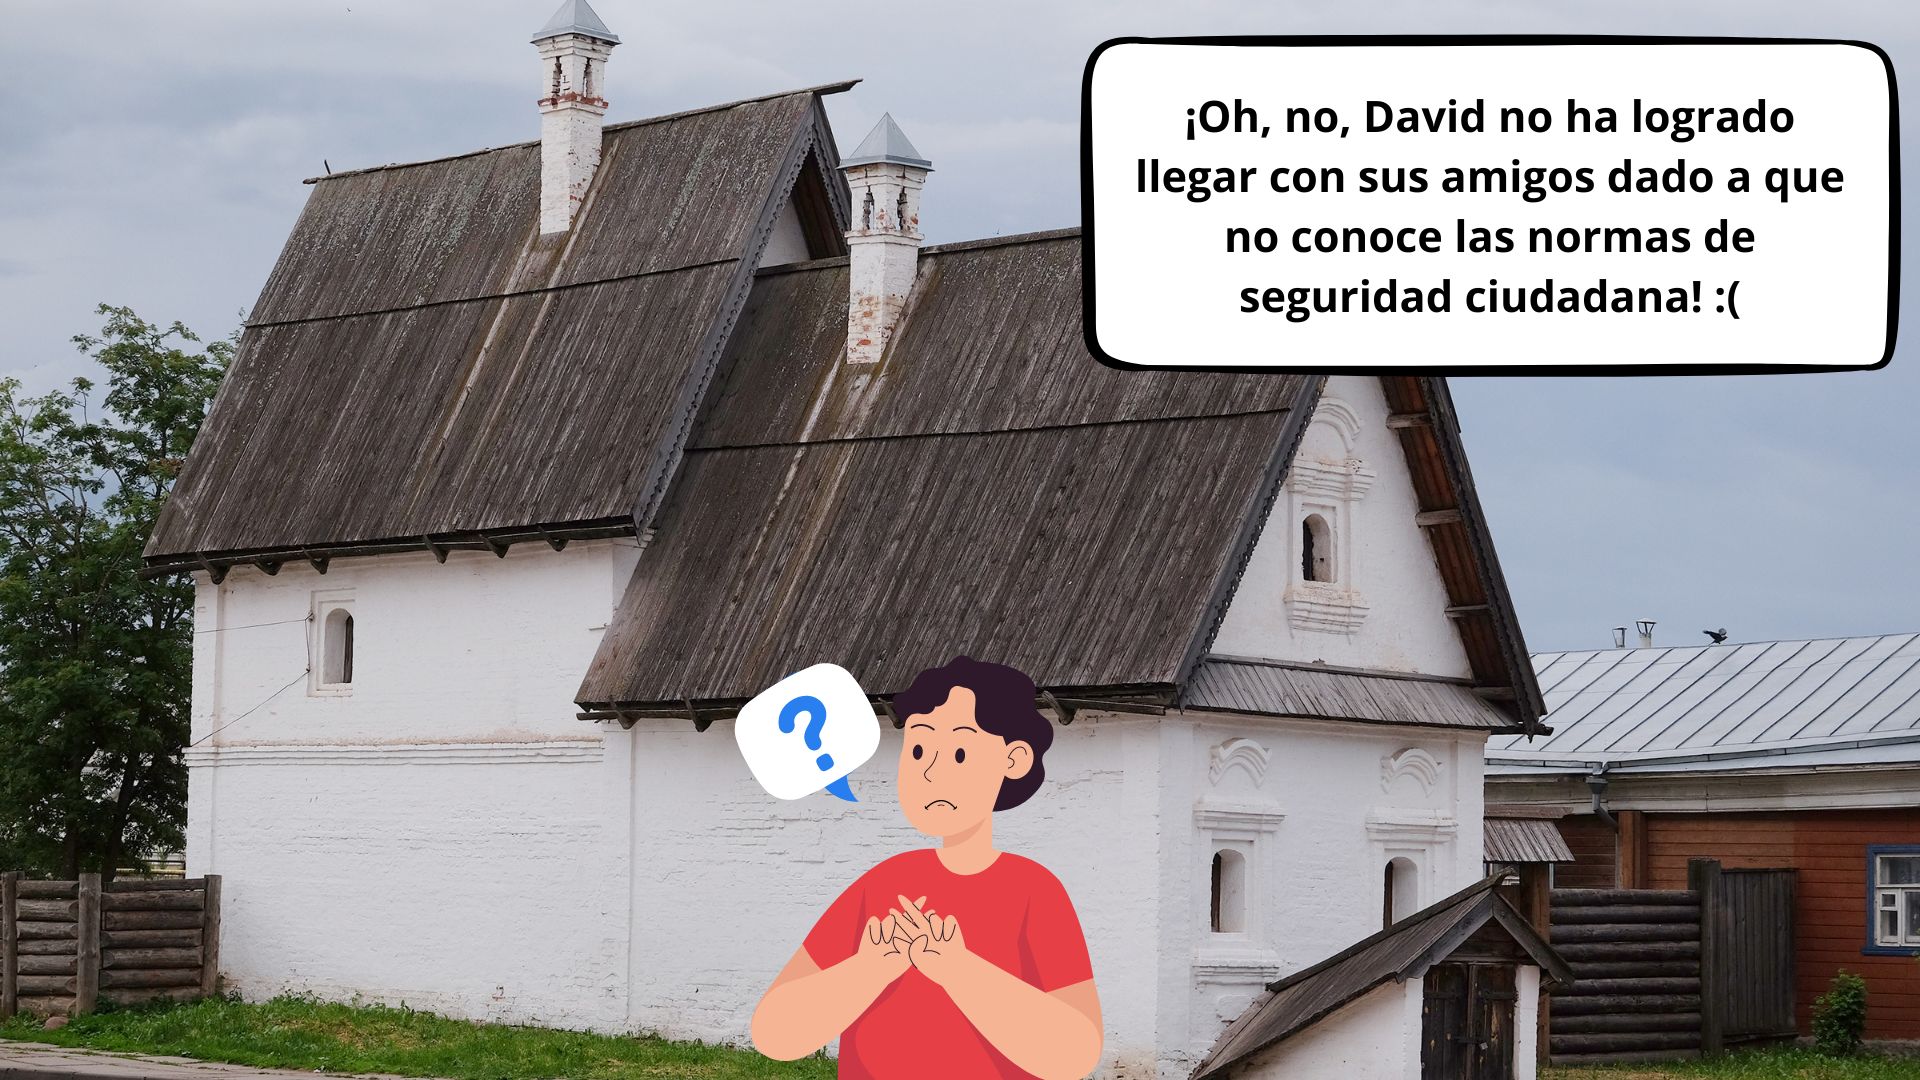 ¡Oh, no, David no ha logrado
llegar con sus amigos dado a que
no conoce las normas de
seguridad ciudadana! :(
?